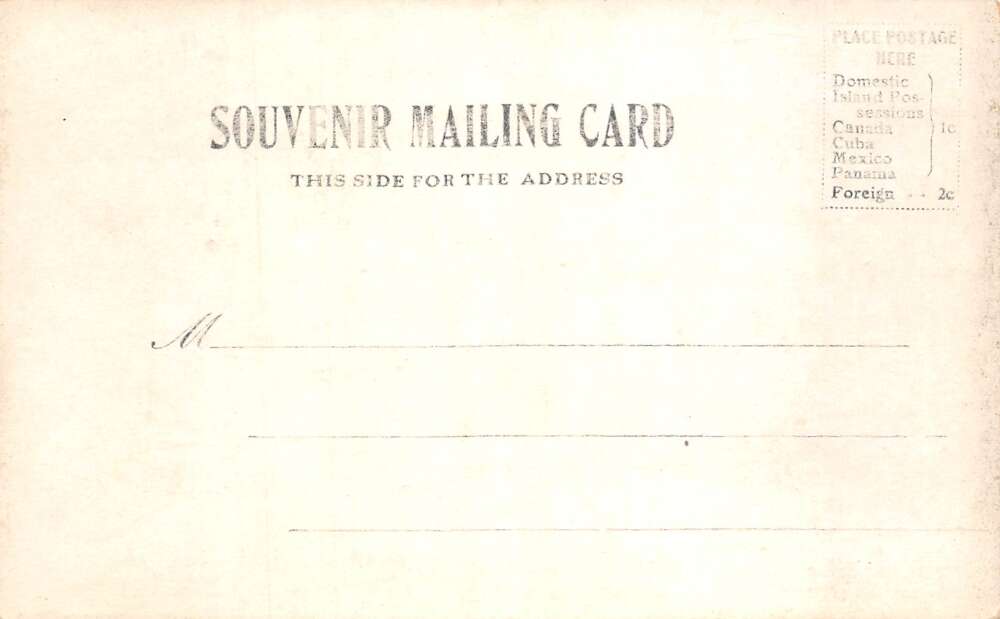 SOUVENIR MAILING CARD
THIS SIDE FOR THE ADDRESS
PLACE POSTAGE
HERE
Domestic
Island Pos-
sessions
Canada
Cuba
Mexico
Panama
1c
Foreign - - 2c
M